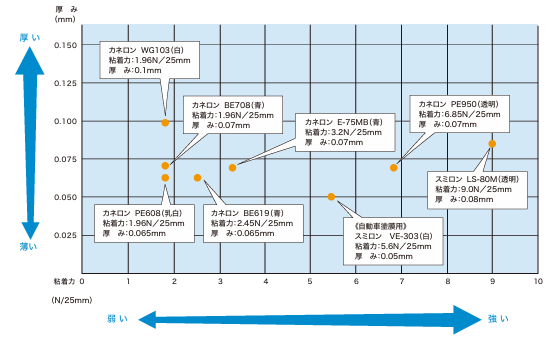 厚　み
(mm)
厚 い
0.150
0.125
0.100
0.075
0.050
0.025
薄い
カネロン　WG103(白)
粘着力:1.96N／25mm
厚　み:0.1mm
カネロン　BE708(青)
粘着力:1.96N／25mm
厚　み:0.07mm
カネロン　E-75MB(青)
粘着力:3.2N／25mm
厚　み:0.07mm
カネロン　PE950(透明)
粘着力:6.85N／25mm
厚　み:0.07mm
スミロン　LS-80M(透明)
粘着力:9.0N／25mm
厚　み:0.08mm
カネロン　PE608(乳白)
粘着力:1.96N／25mm
厚　み:0.065mm
カネロン　BE619(青)
粘着力:2.45N／25mm
厚　み:0.065mm
《自動車塗膜用》
スミロン　VE-303(白)
粘着力:5.6N／25mm
厚　み:0.05mm
粘着力　0　1　2　3　4　5　6　7　8　9　10
(N/25mm)
弱 い　強 い